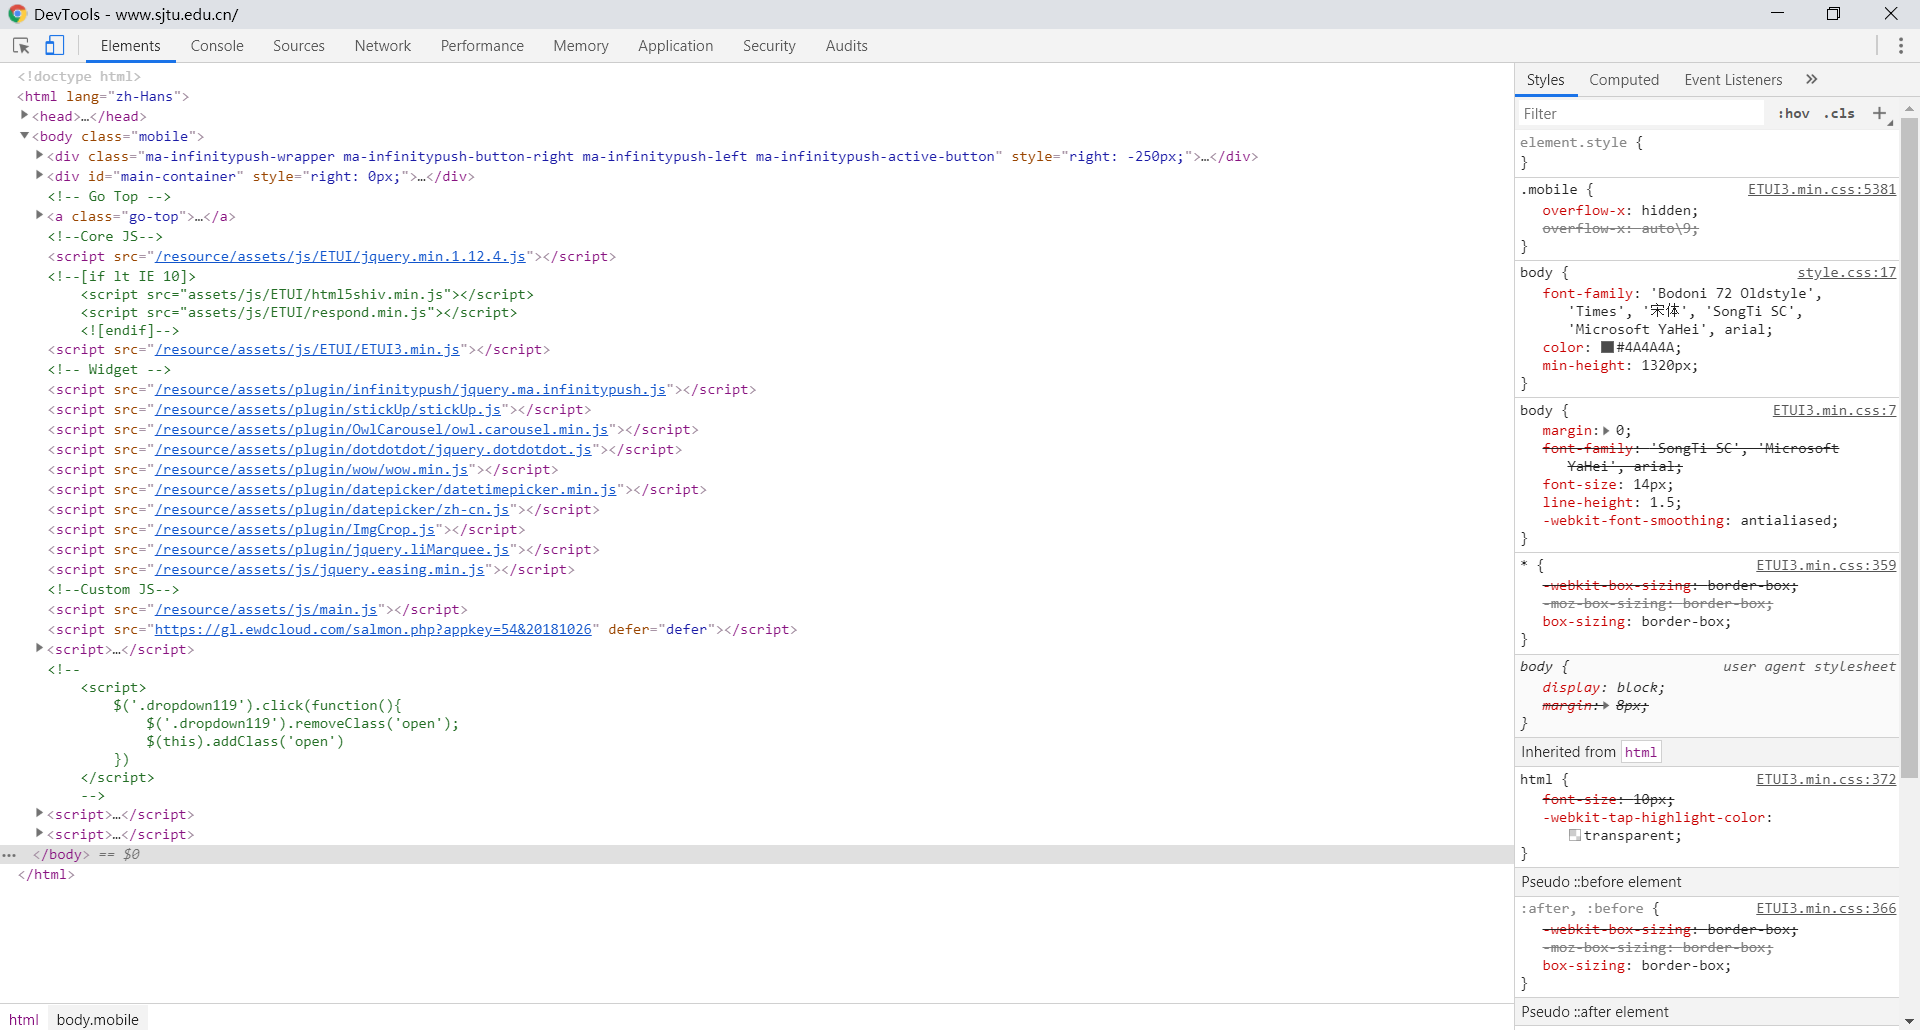 DevTools - www.sjtu.edu.cn/
Elements Console Sources Network Performance Memory Application Security Audits
<!doctype html>
<html lang="zh-Hans">
<head>…</head>
<body class="mobile">
<div class="ma-infinitypush-wrapper ma-infinitypush-button-right ma-infinitypush-left ma-infinitypush-active-button" style="right: -250px;">…</div>
<div id="main-container" style="right: 0px;">…</div>
<!-- Go Top -->
<a class="go-top">…</a>
<!--Core JS-->
<script src="/resource/assets/js/ETUI/jquery.min.1.12.4.js"></script>
<!--[if lt IE 10]>
<script src="assets/js/ETUI/html5shiv.min.js"></script>
<script src="assets/js/ETUI/respond.min.js"></script>
<![endif]-->
<script src="/resource/assets/js/ETUI/ETUI3.min.js"></script>
<!-- Widget -->
<script src="/resource/assets/plugin/infinitypush/jquery.ma.infinitypush.js"></script>
<script src="/resource/assets/plugin/stickUp/stickUp.js"></script>
<script src="/resource/assets/plugin/OwlCarousel/owl.carousel.min.js"></script>
<script src="/resource/assets/plugin/dotdotdot/jquery.dotdotdot.js"></script>
<script src="/resource/assets/plugin/wow/wow.min.js"></script>
<script src="/resource/assets/plugin/datepicker/datetimepicker.min.js"></script>
<script src="/resource/assets/plugin/datepicker/zh-cn.js"></script>
<script src="/resource/assets/plugin/ImgCrop.js"></script>
<script src="/resource/assets/plugin/jquery.liMarquee.js"></script>
<script src="/resource/assets/js/jquery.easing.min.js"></script>
<!--Custom JS-->
<script src="/resource/assets/js/main.js"></script>
<script src="https://gl.ewdcloud.com/salmon.php?appkey=54&20181026" defer="defer"></script>
<script>…</script>
<!--
<script>
$('.dropdown119').click(function(){
$('.dropdown119').removeClass('open');
$(this).addClass('open')
})
</script>
-->
<script>…</script>
<script>…</script>
</body> == $0
</html>
html body.mobile
Styles Computed Event Listeners »
Filter :hov .cls +
element.style {
}
.mobile { ETUI3.min.css:5381
overflow-x: hidden;
overflow-x: auto\9;
}
body { style.css:17
font-family: 'Bodoni 72 Oldstyle',
'Times', '宋体', 'SongTi SC',
'Microsoft YaHei', arial;
color: #4A4A4A;
min-height: 1320px;
}
body { ETUI3.min.css:7
margin: 0;
font-family: 'SongTi SC', 'Microsoft
YaHei', arial;
font-size: 14px;
line-height: 1.5;
-webkit-font-smoothing: antialiased;
}
* { ETUI3.min.css:359
-webkit-box-sizing: border-box;
-moz-box-sizing: border-box;
box-sizing: border-box;
}
body { user agent stylesheet
display: block;
margin: 8px;
}
Inherited from html
html { ETUI3.min.css:372
font-size: 10px;
-webkit-tap-highlight-color:
transparent;
}
Pseudo ::before element
:after, :before { ETUI3.min.css:366
-webkit-box-sizing: border-box;
-moz-box-sizing: border-box;
box-sizing: border-box;
}
Pseudo ::after element